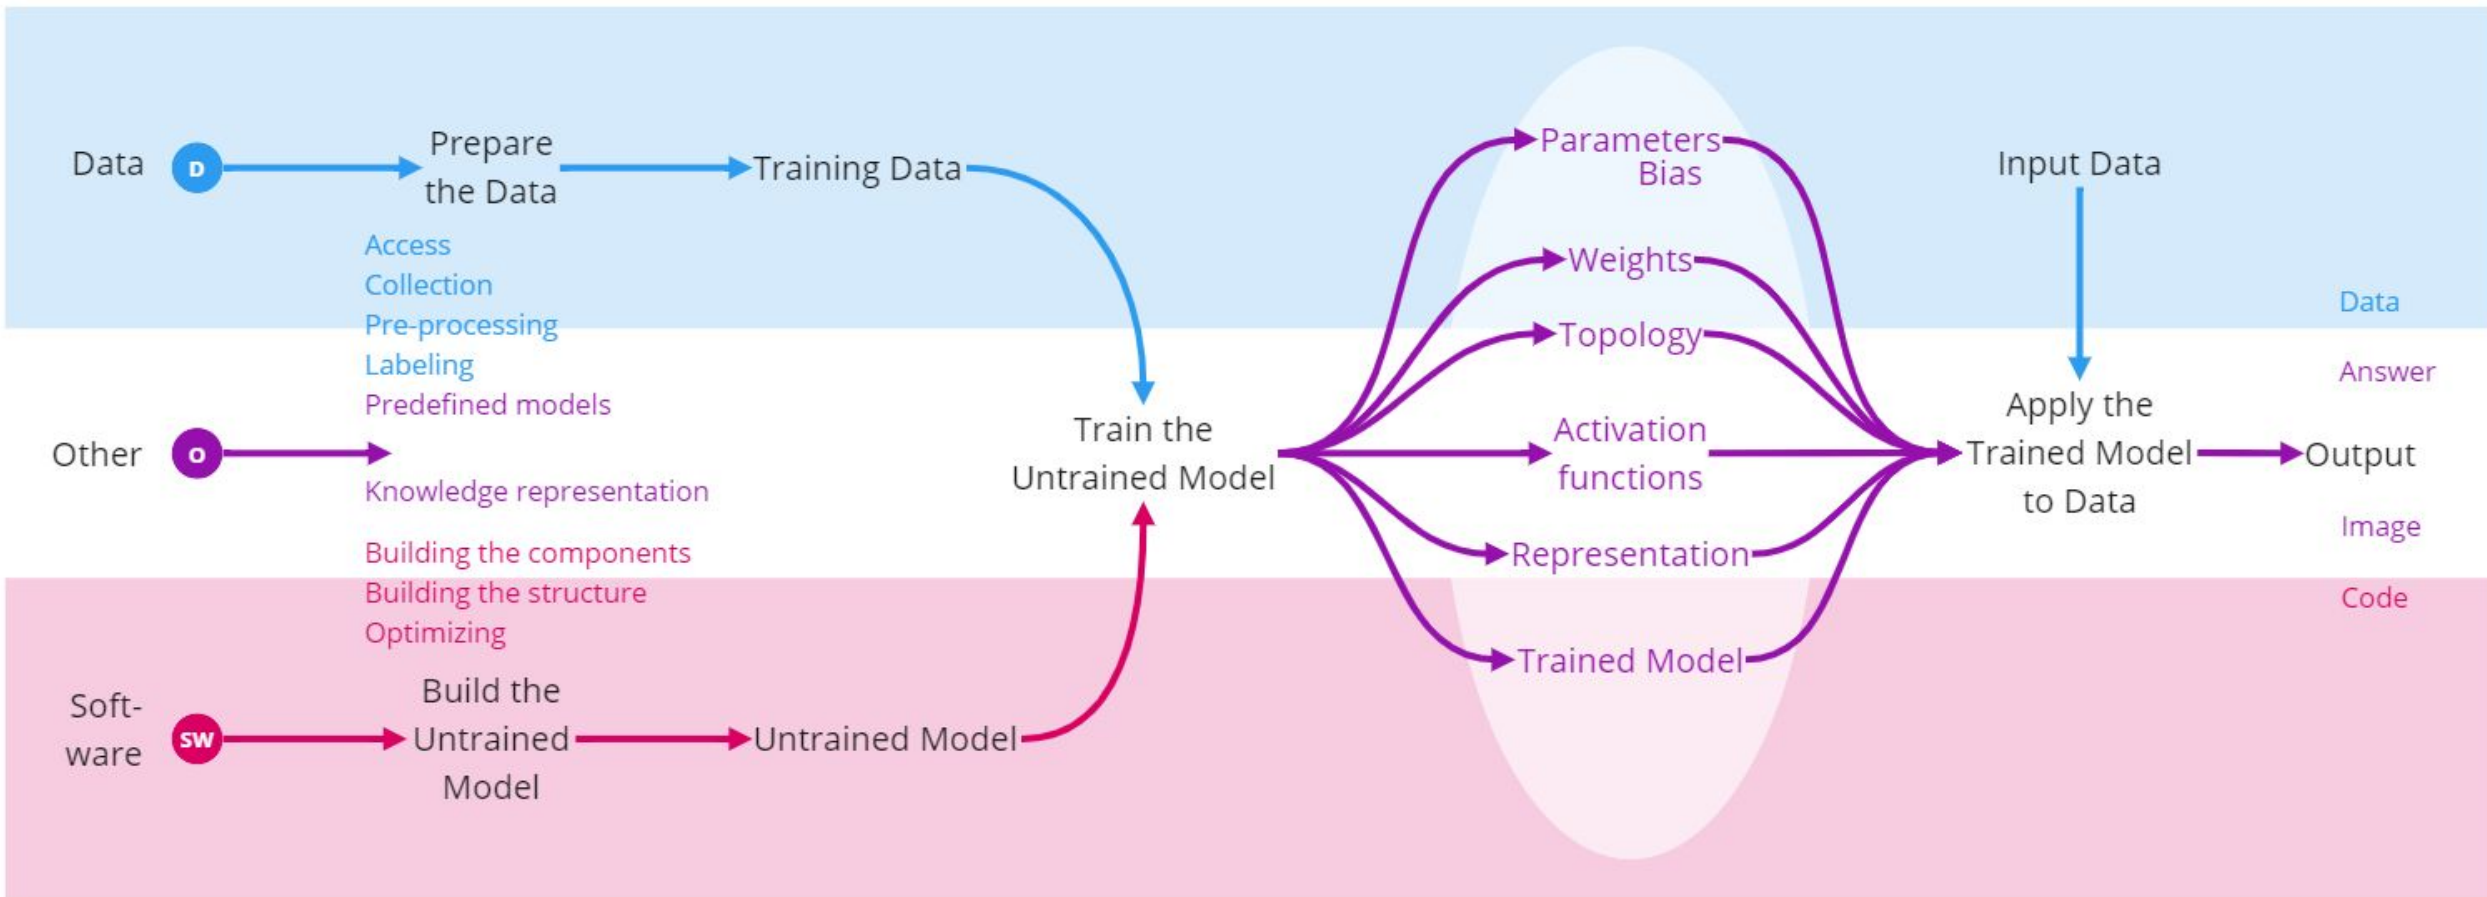 Data
D
Prepare
the Data
Training Data
Access
Collection
Pre-processing
Labeling
Predefined models
Other
O
Knowledge representation
Building the components
Building the structure
Optimizing
Soft-
ware
SW
Build the
Untrained
Model
Untrained Model
Train the
Untrained Model
Parameters
Bias
Weights
Topology
Activation
functions
Representation
Trained Model
Input Data
Apply the
Trained Model
to Data
Data
Answer
Output
Image
Code